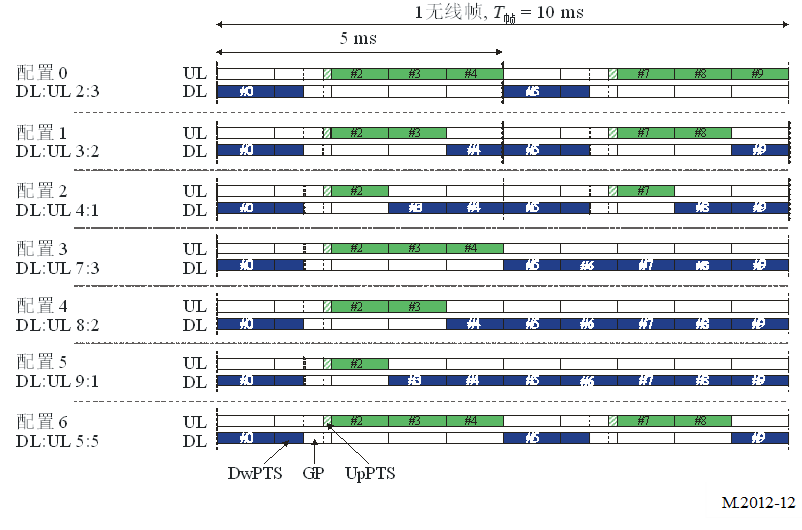 1无线帧, T帧 = 10 ms
5 ms
配置 0 UL #2 #3 #4 #7 #8 #9
DL:UL 2:3 DL #0 #5
配置 1 UL #2 #3 #7 #8
DL:UL 3:2 DL #0 #4 #5 #9
配置 2 UL #2 #7
DL:UL 4:1 DL #0 #3 #4 #5 #8 #9
配置 3 UL #2 #3 #4
DL:UL 7:3 DL #0 #5 #6 #7 #8 #9
配置 4 UL #2 #3
DL:UL 8:2 DL #0 #4 #5 #6 #7 #8 #9
配置 5 UL #2
DL:UL 9:1 DL #0 #3 #4 #5 #6 #7 #8 #9
配置 6 UL #2 #3 #4 #7 #8
DL:UL 5:5 DL #0 #5 #9
DwPTS GP UpPTS
M.2012-12